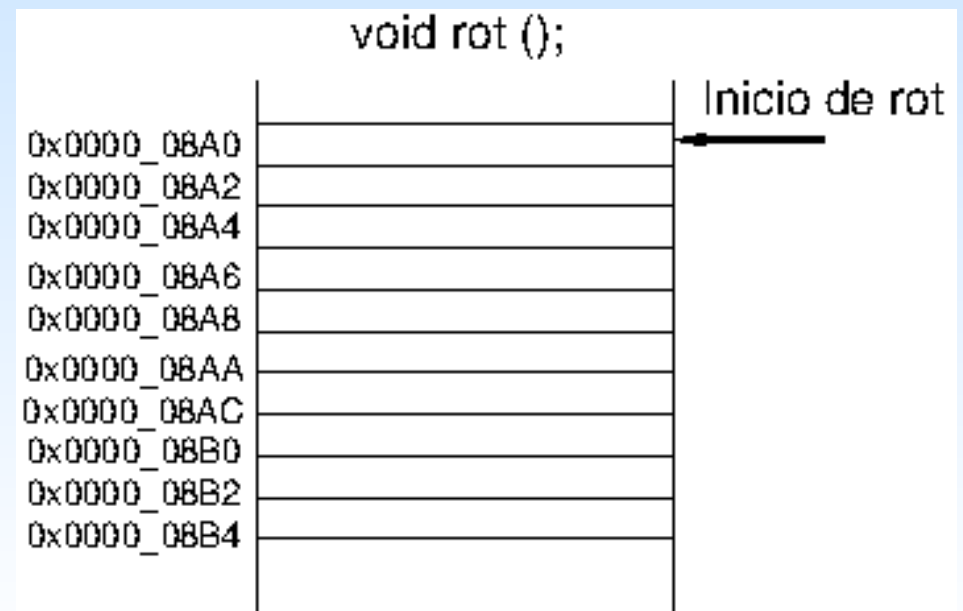 void rot ();
Inicio de rot
0x0000_08A0
0x0000_08A2
0x0000_08A4
0x0000_08A6
0x0000_08A8
0x0000_08AA
0x0000_08AC
0x0000_08B0
0x0000_08B2
0x0000_08B4